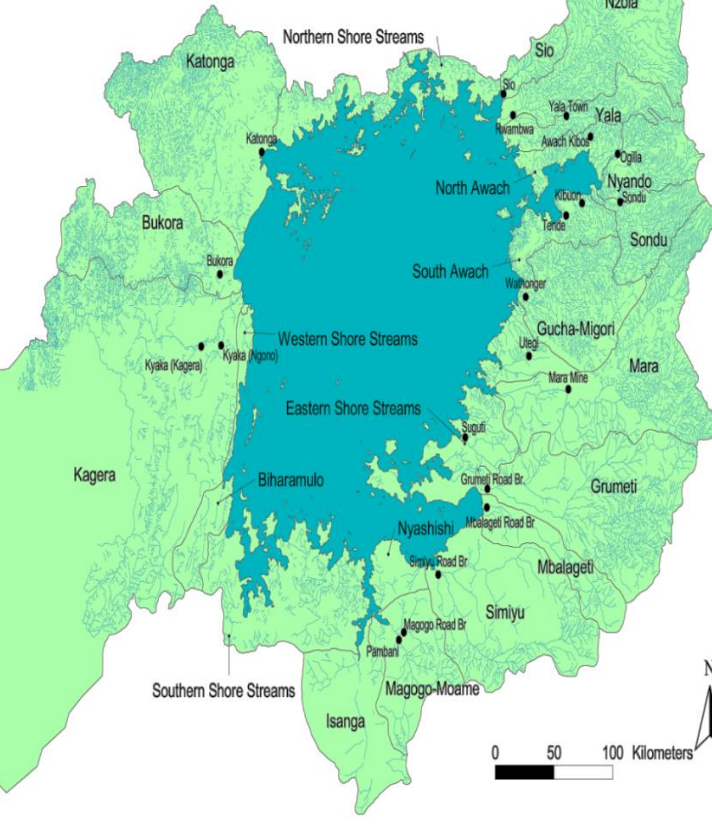 Nzoia
Northern Shore Streams
Sio
Katonga
Sio
Yala Town
Yala
Rwambwa
Katonga
Awach Kibos
Ogilla
North Awach
Nyando
Kibuon
Sondu
Bukora
Tende
Sondu
Bukora
South Awach
Wathonger
Gucha-Migori
Western Shore Streams
Utegi
Kyaka (Kagera)
Kyaka (Ngono)
Mara
Mara Mine
Eastern Shore Streams
Suguti
Kagera
Biharamulo
Grumeti Road Br.
Grumeti
Mbalageti Road Br
Nyashishi
Simiyu Road Br
Mbalageti
Simiyu
Magogo Road Br
Pambani
Southern Shore Streams
Magogo-Moame
N
Isanga
0 50 100 Kilometers